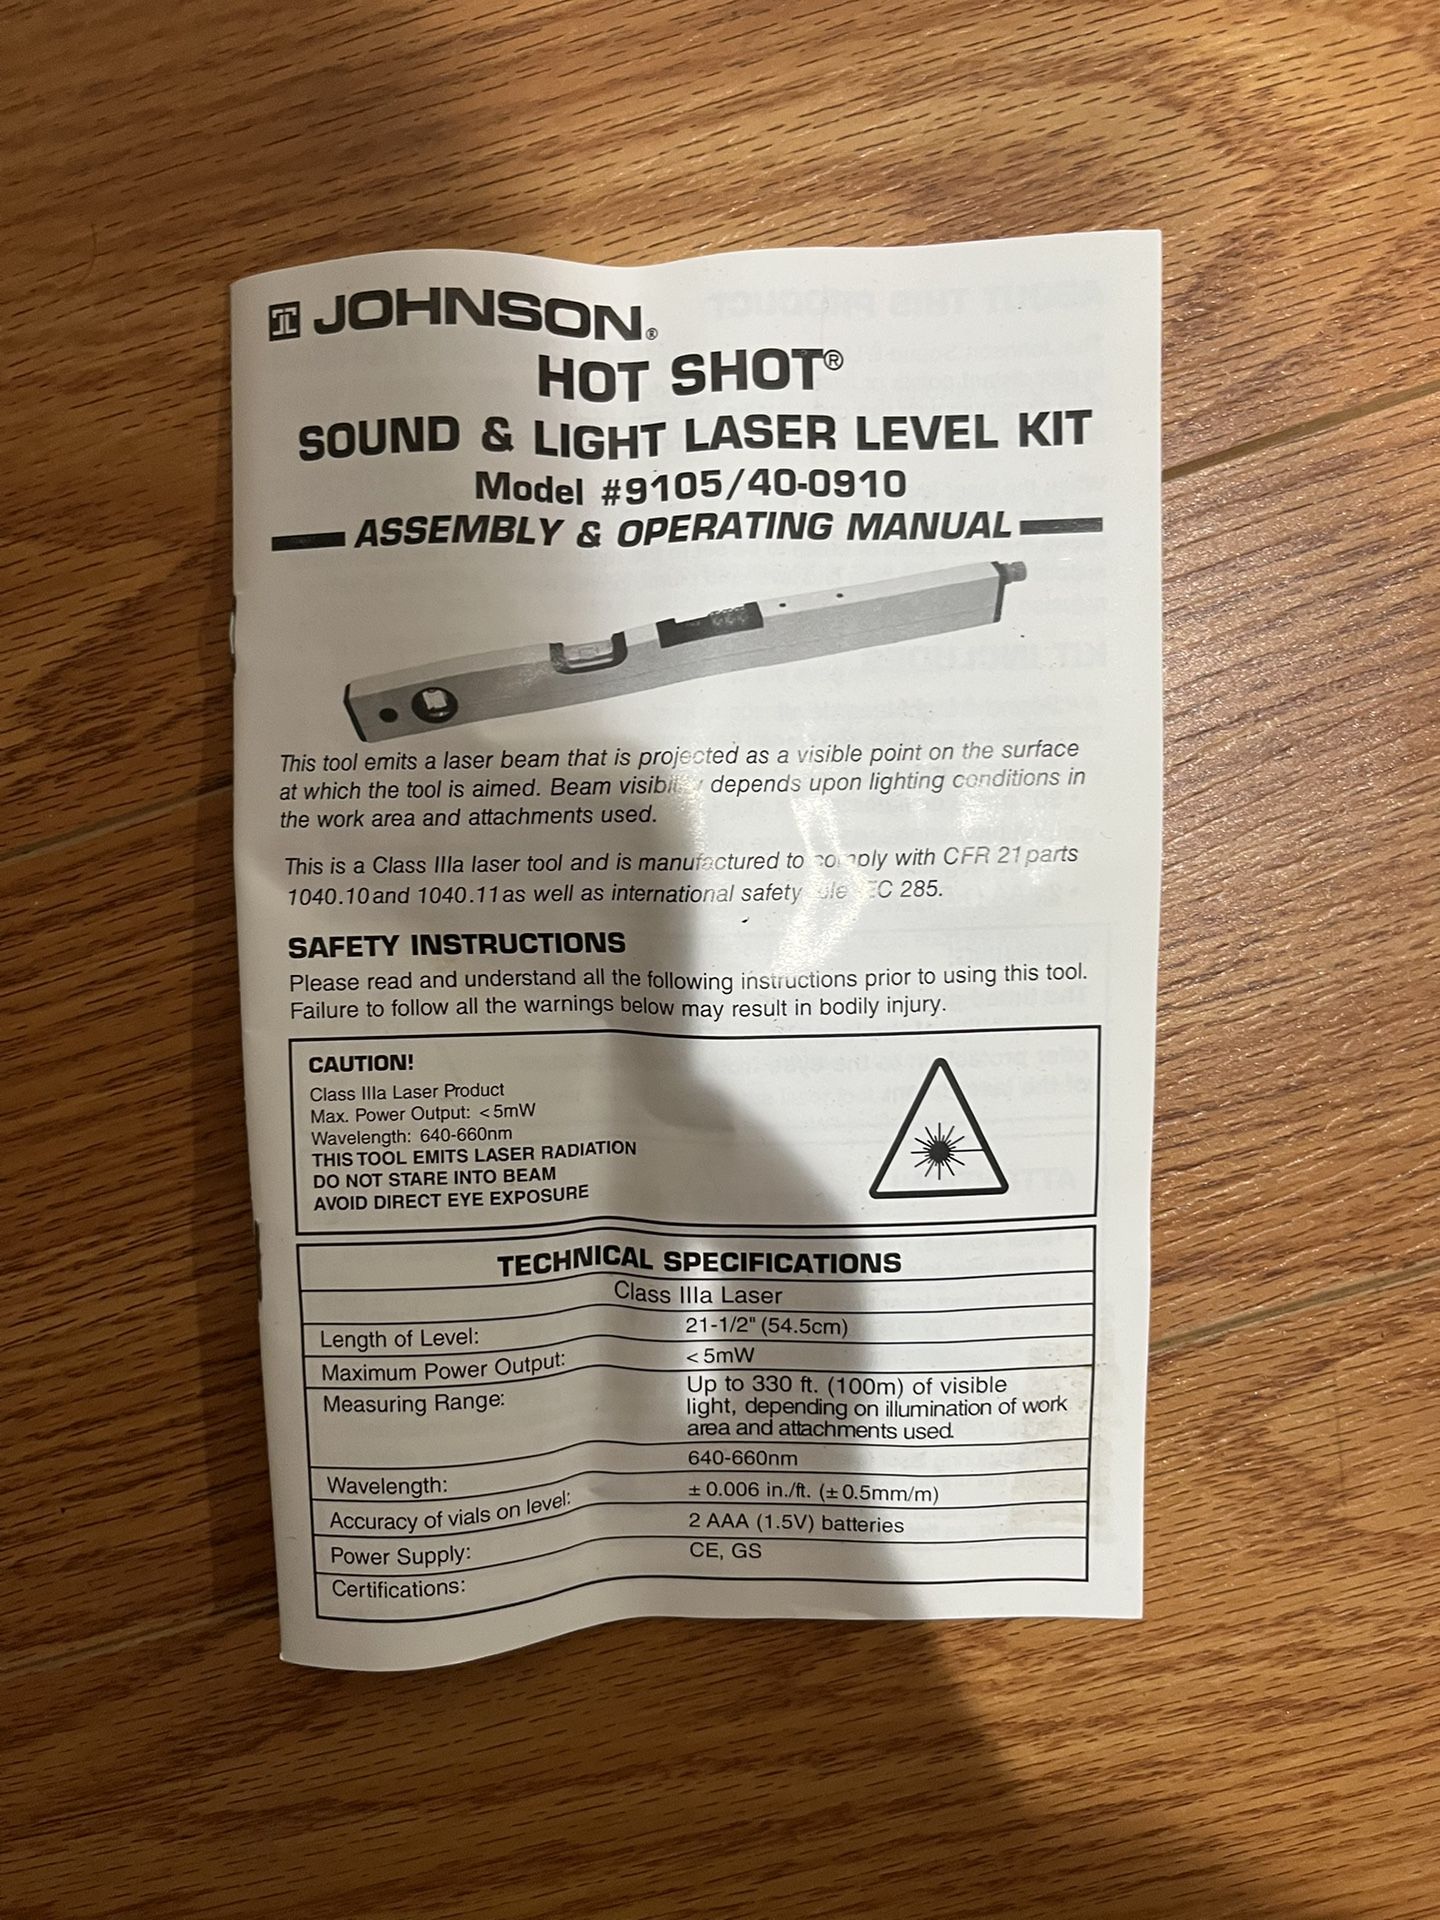 JOHNSON®
HOT SHOT®
SOUND & LIGHT LASER LEVEL KIT
Model #9105/40-0910
ASSEMBLY & OPERATING MANUAL
This tool emits a laser beam that is projected as a visible point on the surface
at which the tool is aimed. Beam visibility depends upon lighting conditions in
the work area and attachments used.
This is a Class IIIa laser tool and is manufactured to comply with CFR 21 parts
1040.10 and 1040.11 as well as international safety EC 285.
SAFETY INSTRUCTIONS
Please read and understand all the following instructions prior to using this tool.
Failure to follow all the warnings below may result in bodily injury.
CAUTION!
Class IIIa Laser Product
Max. Power Output: <5mW
Wavelength: 640-660nm
THIS TOOL EMITS LASER RADIATION
DO NOT STARE INTO BEAM
AVOID DIRECT EYE EXPOSURE
TECHNICAL SPECIFICATIONS
Class IIIa Laser
Length of Level: 21-1/2" (54.5cm)
Maximum Power Output: <5mW
Measuring Range: Up to 330 ft. (100m) of visible
light, depending on illumination of work
area and attachments used.
Wavelength: 640-660nm
Accuracy of vials on level: ± 0.006 in./ft. (± 0.5mm/m)
Power Supply: 2 AAA (1.5V) batteries
Certifications: CE, GS